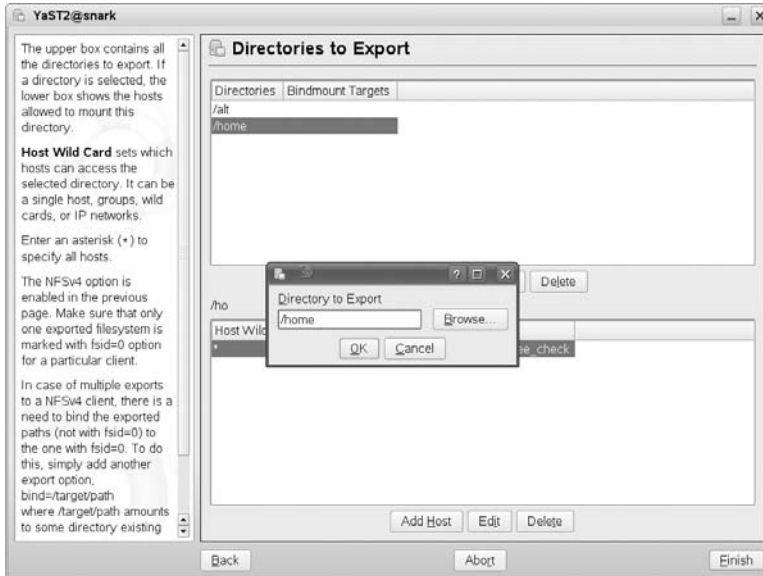 YaST2@snark
The upper box contains all
the directories to export. If
a directory is selected, the
lower box shows the hosts
allowed to mount this
directory.
Host Wild Card sets which
hosts can access the
selected directory. It can be
a single host, groups, wild
cards, or IP networks.
Enter an asterisk (*) to
specify all hosts.
The NFSv4 option is
enabled in the previous
page. Make sure that only
one exported filesystem is
marked with fsid=0 option
for a particular client.
In case of multiple exports
to a NFSv4 client, there is a
need to bind the exported
paths (not with fsid=0) to
the one with fsid=0. To do
this, simply add another
export option,
bind=/target/path
where /target/path amounts
to some directory existing
Directories to Export
Directories Bindmount Targets
/alt
/home
Delete
/ho
Directory to Export
/home Browse...
OK Cancel
Host Wild
* ee_check
Add Host Edit Delete
Back Abort Finish